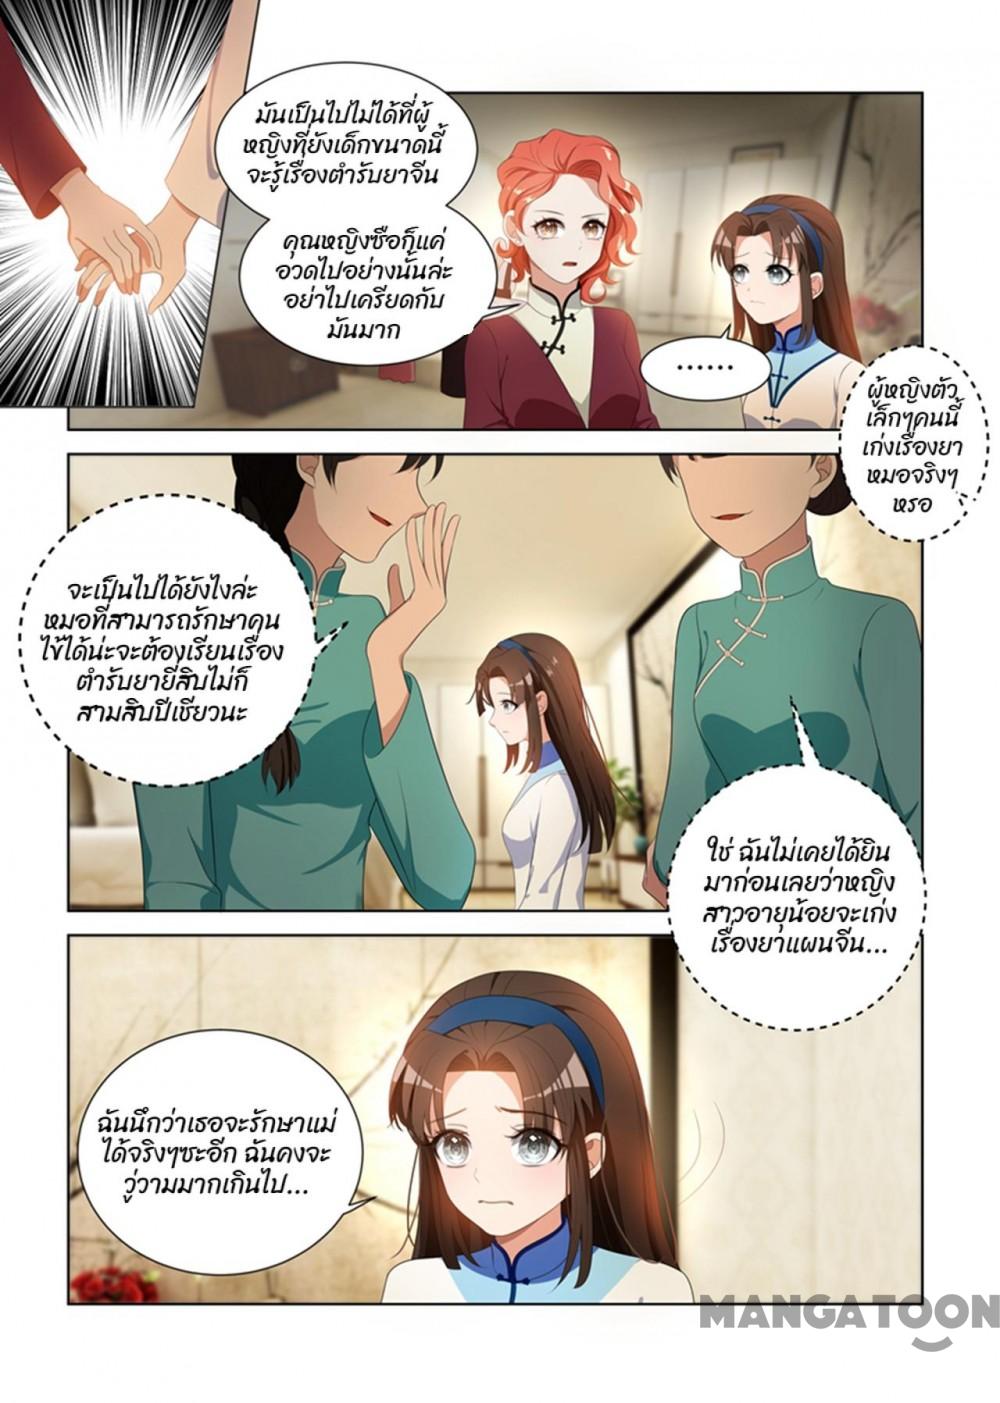 มันเป็นไปไม่ได้ที่ผู้
หญิงที่ยังเด็กขนาดนี้
จะรู้เรื่องตำรับยาจีน
คุณหญิงซือก็แค่
อวดไปอย่างนั้นล่ะ
อย่าไปเครียดกับ
มันมาก
......
ผู้หญิงตัว
เล็กๆคนนี้
เก่งเรื่องยา
หมอจริงๆ
หรอ
จะเป็นไปได้ยังไงล่ะ
หมอที่สามารถรักษาคน
ไข้ได้น่ะจะต้องเรียนเรื่อง
ตำรับยายี่สิบไม่ก็
สามสิบปีเชียวนะ
ใช่ ฉันไม่เคยได้ยิน
มาก่อนเลยว่าหญิง
สาวอายุน้อยจะเก่ง
เรื่องยาแผนจีน...
ฉันนึกว่าเธอจะรักษาแม่
ได้จริงๆซะอีก ฉันคงจะ
วู่วามมากเกินไป...
MANGATOON